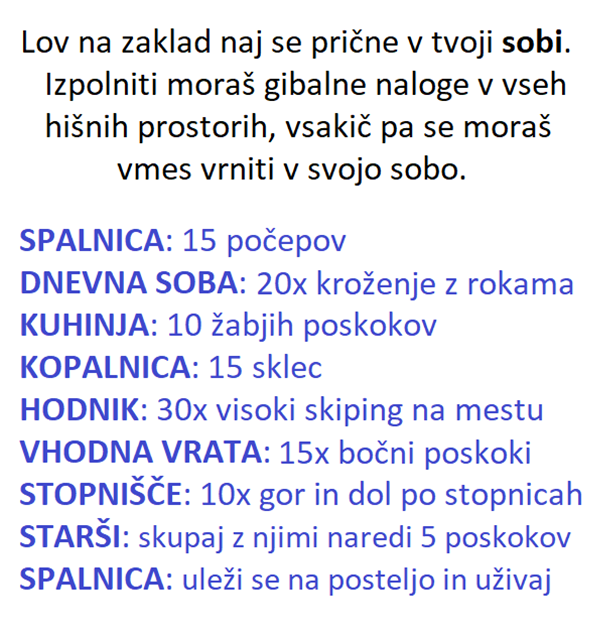 Lov na zaklad naj se prične v tvoji sobi.
Izpolniti moraš gibalne naloge v vseh
hišnih prostorih, vsakič pa se moraš
vmes vrniti v svojo sobo.
SPALNICA: 15 počepov
DNEVNA SOBA: 20x kroženje z rokama
KUHINJA: 10 žabjih poskokov
KOPALNICA: 15 sklec
HODNIK: 30x visoki skiping na mestu
VHODNA VRATA: 15x bočni poskoki
STOPNIŠČE: 10x gor in dol po stopnicah
STARŠI: skupaj z njimi naredi 5 poskokov
SPALNICA: uleži se na posteljo in uživaj